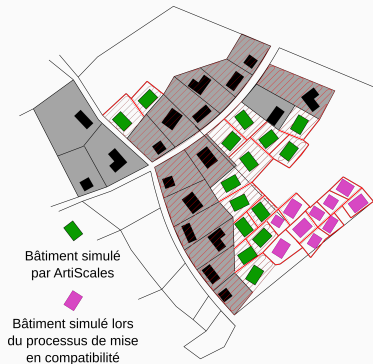 Bâtiment simulé
par ArtiScales
Bâtiment simulé lors
du processus de mise
en compatibilité